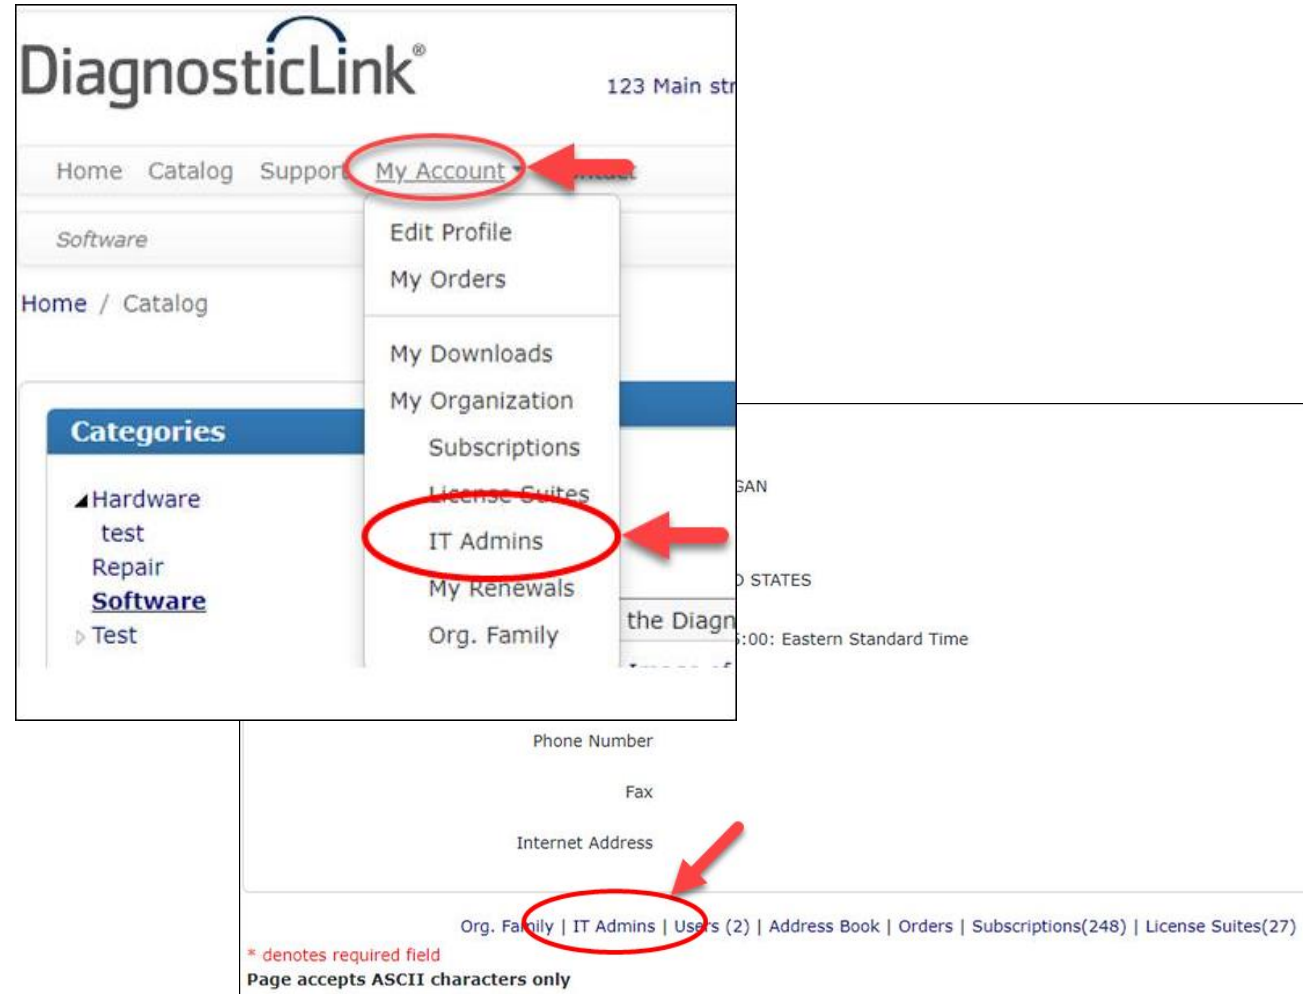 DiagnosticLink®
123 Main str
Home Catalog Support My Account
Software
Edit Profile
My Orders
Home / Catalog
My Downloads
My Organization
Subscriptions
License Suites
IT Admins
My Renewals
Org. Family
Categories
Hardware
test
Repair
Software
Test
the Diagn
GAN
STATES
:00: Eastern Standard Time
Phone Number
Fax
Internet Address
Org. Family | IT Admins | Users (2) | Address Book | Orders | Subscriptions(248) | License Suites(27)
* denotes required field
Page accepts ASCII characters only